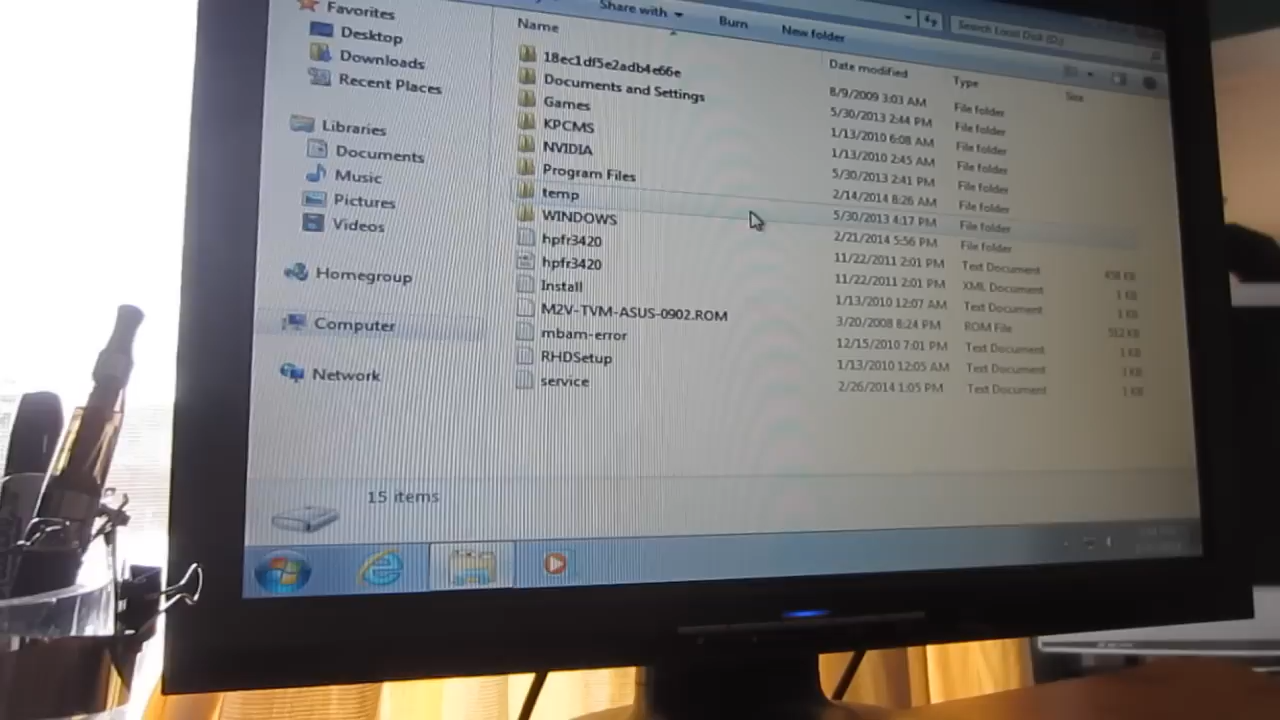 Share with Burn New folder Search Local Disk (D:)
Favorites
Desktop
Downloads
Recent Places
Libraries
Documents
Music
Pictures
Videos
Homegroup
Computer
Network
Name Date modified Type Size
18ec1df5e2adb4e66e 8/9/2009 3:03 AM File folder
Documents and Settings 5/30/2013 2:44 PM File folder
Games 1/13/2010 6:08 AM File folder
KPCMS 1/13/2010 2:45 AM File folder
NVIDIA 5/30/2013 2:41 PM File folder
Program Files 2/14/2014 8:26 AM File folder
temp 5/30/2013 4:17 PM File folder
WINDOWS 2/21/2014 5:56 PM File folder
hpfr3420 11/22/2011 2:01 PM Text Document 458 KB
hpfr3420 11/22/2011 2:01 PM XML Document 1 KB
Install 1/13/2010 12:07 AM Text Document 1 KB
M2V-TVM-ASUS-0902.ROM 3/20/2008 8:24 PM ROM File 512 KB
mbam-error 12/15/2010 7:01 PM Text Document 1 KB
RHDSetup 1/13/2010 12:05 AM Text Document 1 KB
service 2/26/2014 1:05 PM Text Document 1 KB
15 items